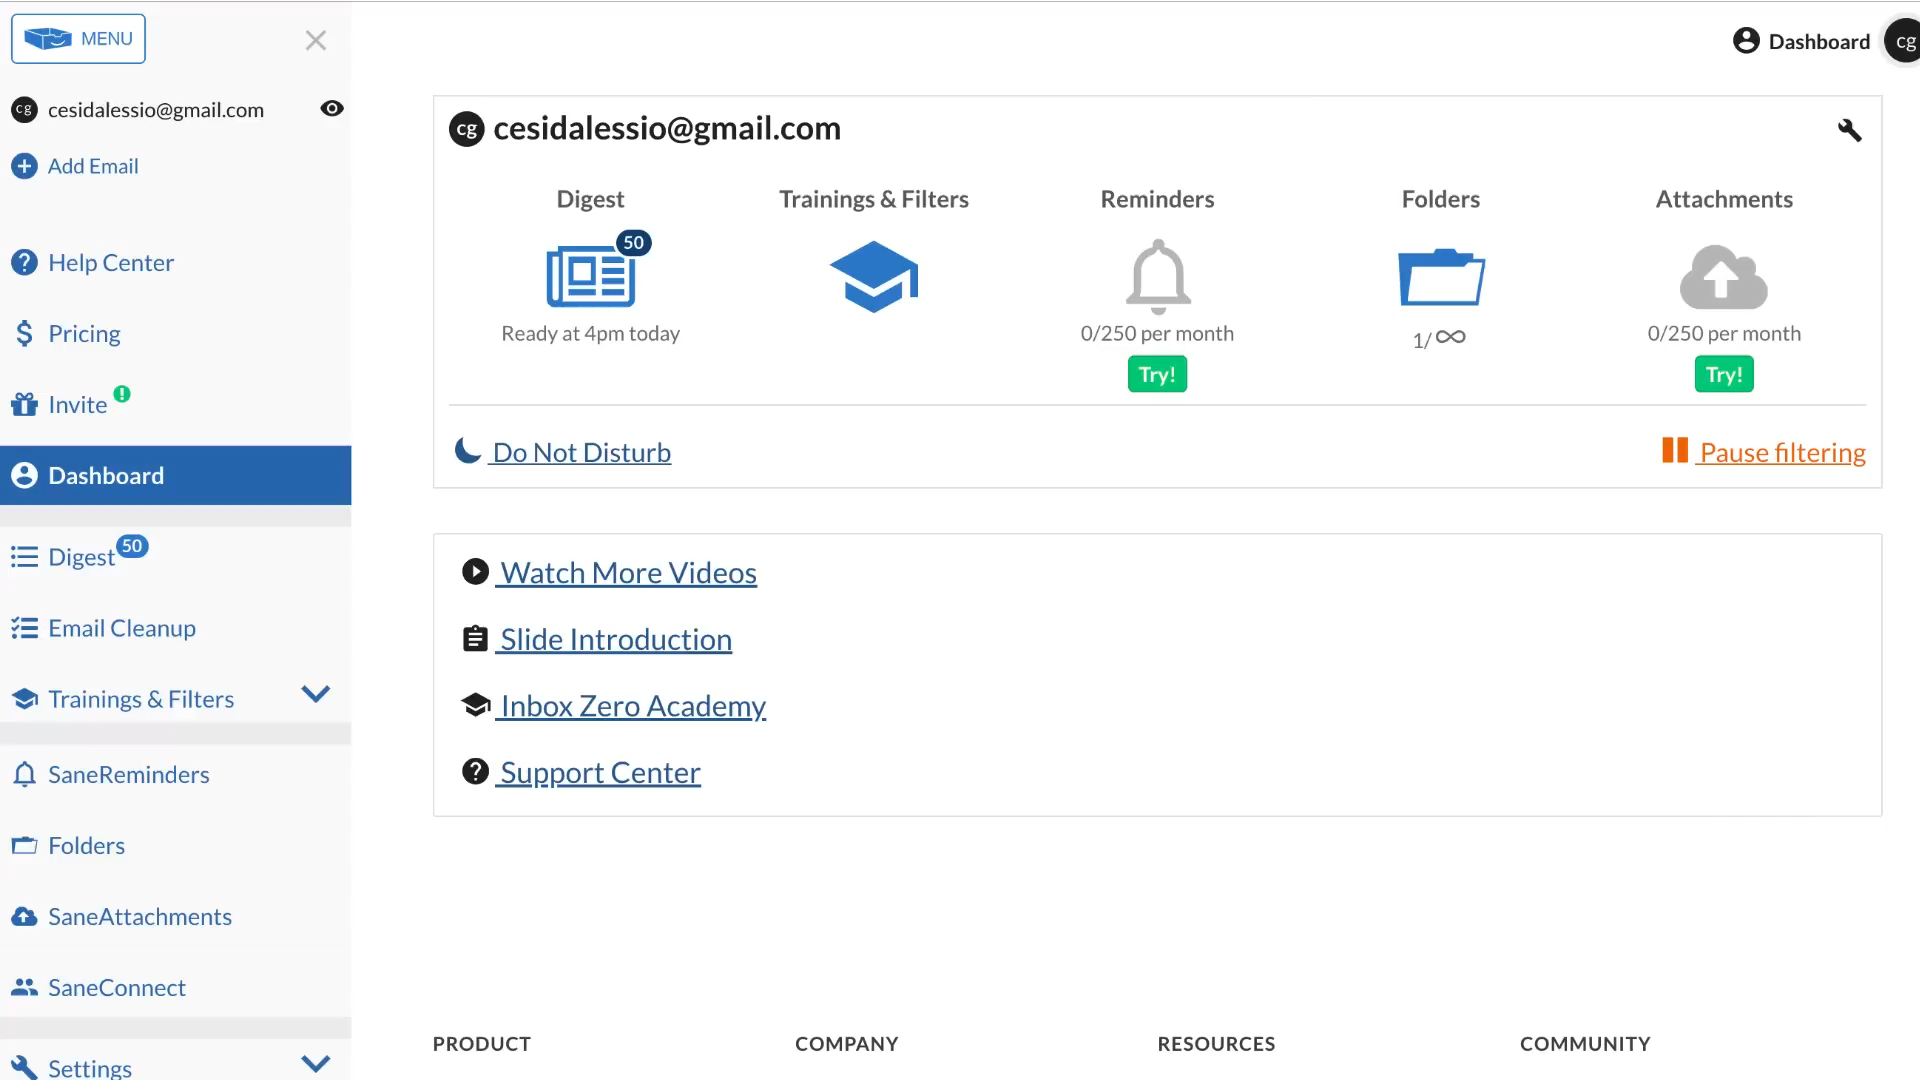 MENU
cg cesidalessio@gmail.com
Add Email
Help Center
Pricing
Invite
Dashboard
Digest 50
Email Cleanup
Trainings & Filters
SaneReminders
Folders
SaneAttachments
SaneConnect
Settings
Dashboard cg
cg cesidalessio@gmail.com
Digest
50
Ready at 4pm today
Trainings & Filters
Reminders
0/250 per month
Try!
Folders
1/∞
Attachments
0/250 per month
Try!
Do Not Disturb
Pause filtering
Watch More Videos
Slide Introduction
Inbox Zero Academy
Support Center
PRODUCT
COMPANY
RESOURCES
COMMUNITY